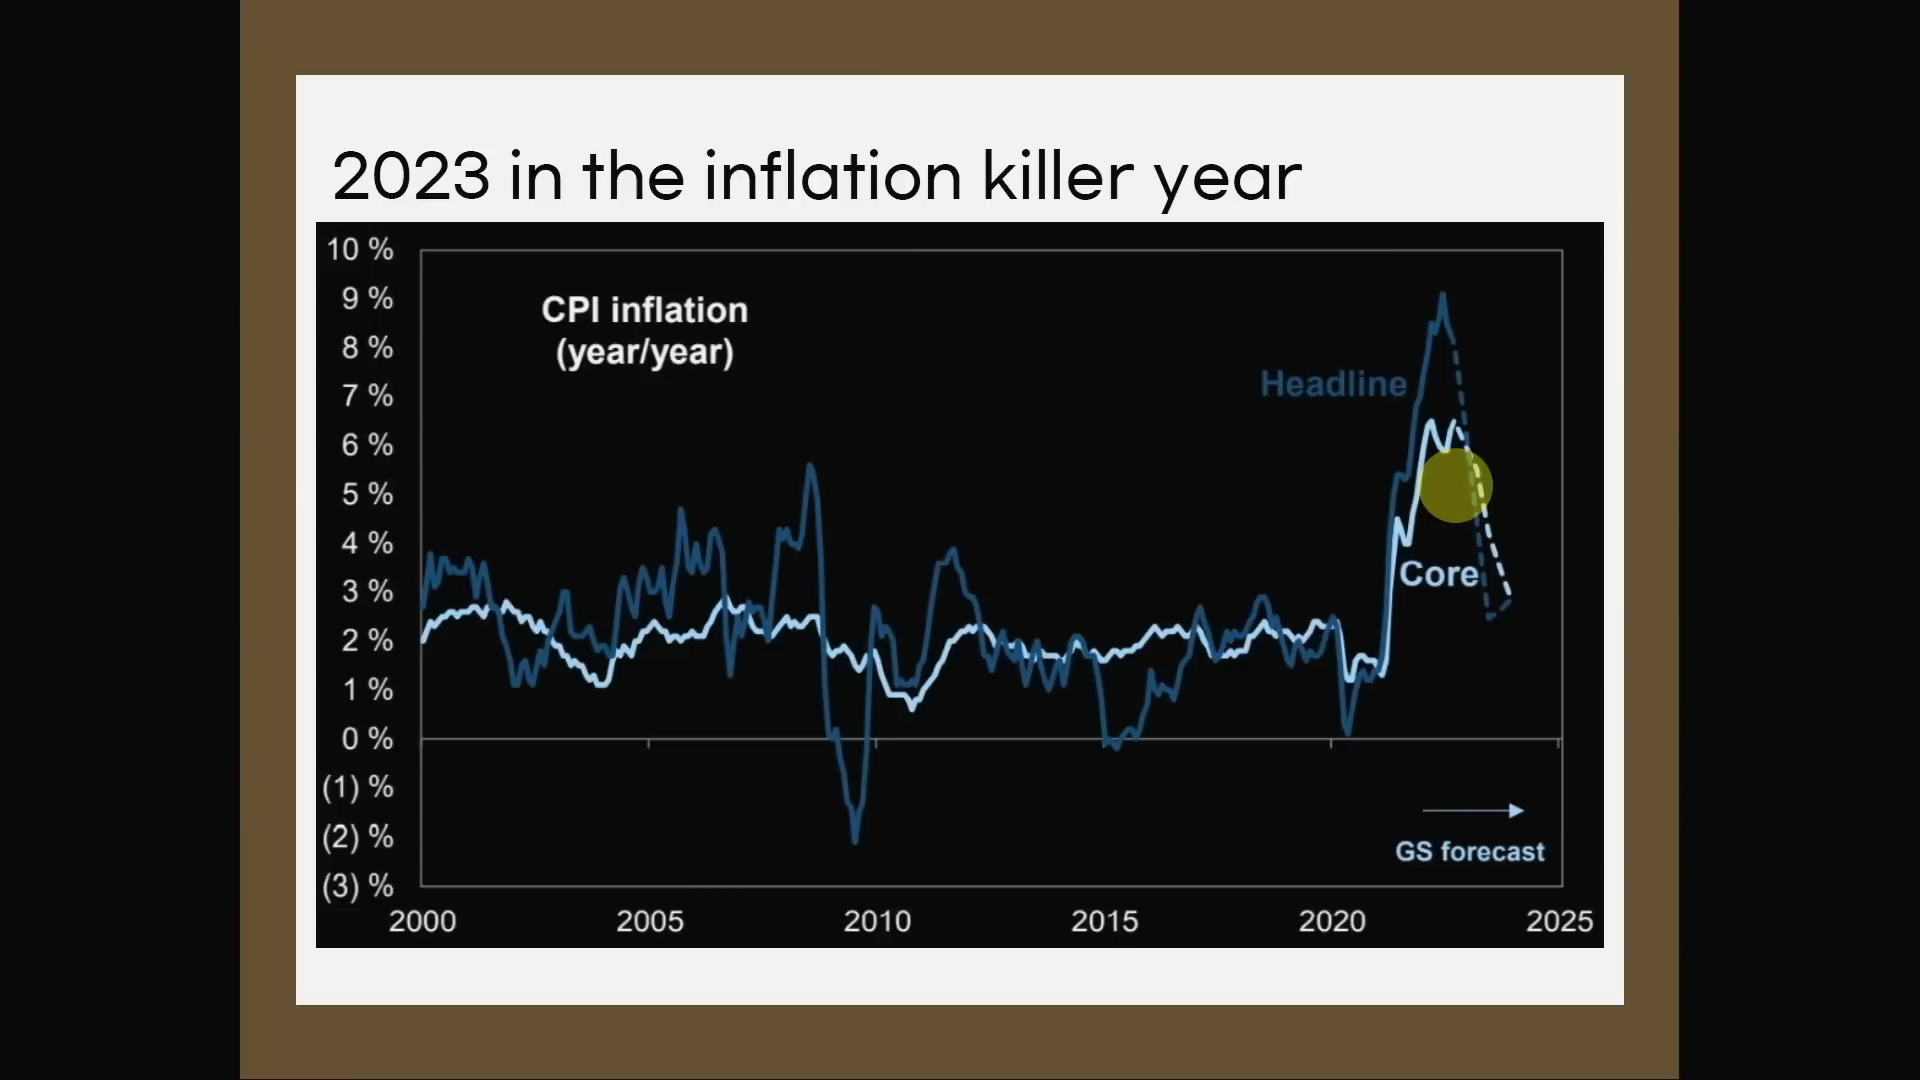 2023 in the inflation killer year
10 %
9 %
8 %
7 %
6 %
5 %
4 %
3 %
2 %
1 %
0 %
(1) %
(2) %
(3) %
CPI inflation
(year/year)
Headline
Core
GS forecast
2000 2005 2010 2015 2020 2025